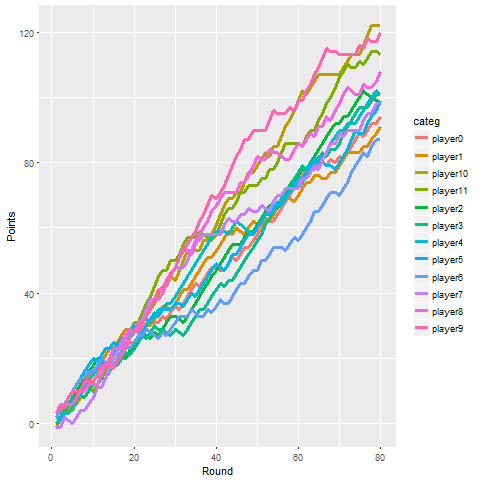 120
80
40
0
Points
0
20
40
60
80
Round
categ
player0
player1
player10
player11
player2
player3
player4
player5
player6
player7
player8
player9